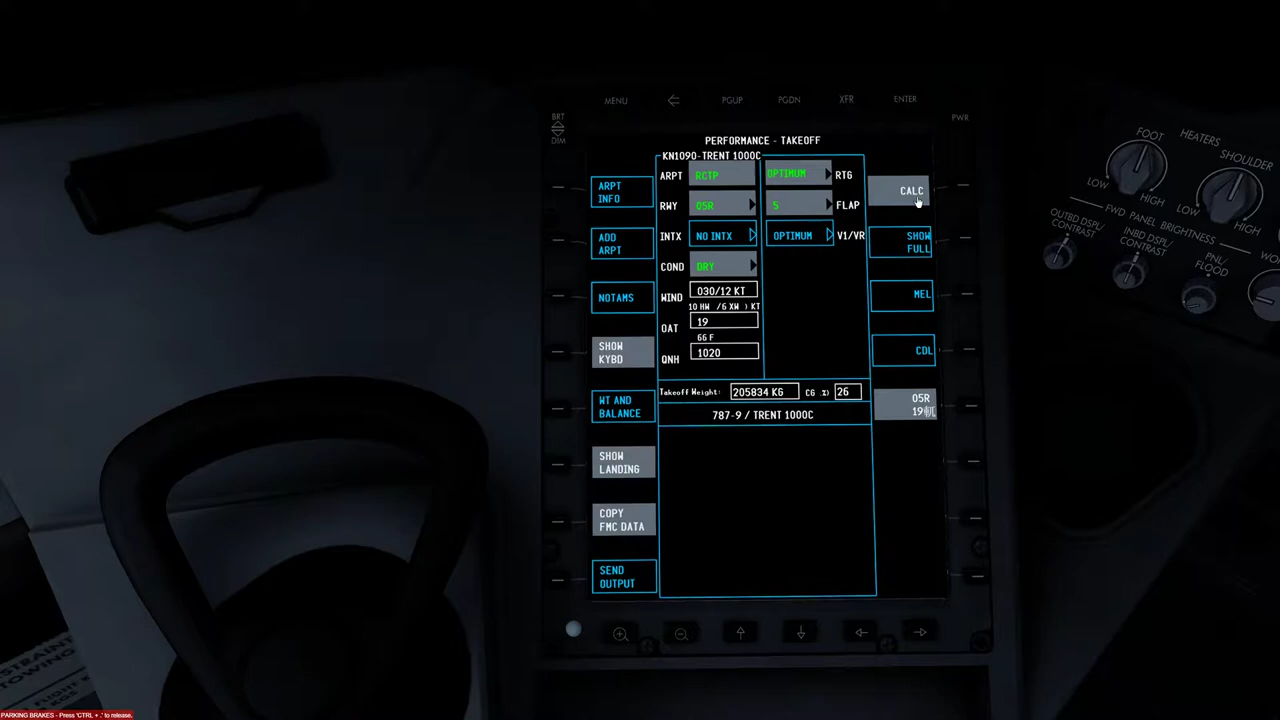 MENU
PGUP
PGDN
XFR
ENTER
BRT
DIM
PWR
PERFORMANCE - TAKEOFF
KN1090-TRENT 1000C
ARPT INFO
ADD ARPT
NOTAMS
SHOW KYBD
WT AND BALANCE
SHOW LANDING
COPY FMC DATA
SEND OUTPUT
ARPT RCTP
RWY 05R
INTX NO INTX
COND DRY
WIND 030/12 KT
10 HW /6 XW ) KT
OAT 19
66 F
QNH 1020
OPTIMUM RTG
5 FLAP
OPTIMUM V1/VR
Takeoff Weight: 205834 KG CG (%) 26
787-9 / TRENT 1000C
CALC
SHOW FULL
MEL
CDL
05R
FOOT
HEATERS
SHOULDER
LOW
HIGH
LOW
HIGH
FWD PANEL BRIGHTNESS
OUTBD DSPL/
CONTRAST
INBD DSPL/
CONTRAST
PNL/
FLOOD
TOWING
PARKING BRAKES - Press 'CTRL + .' to release.